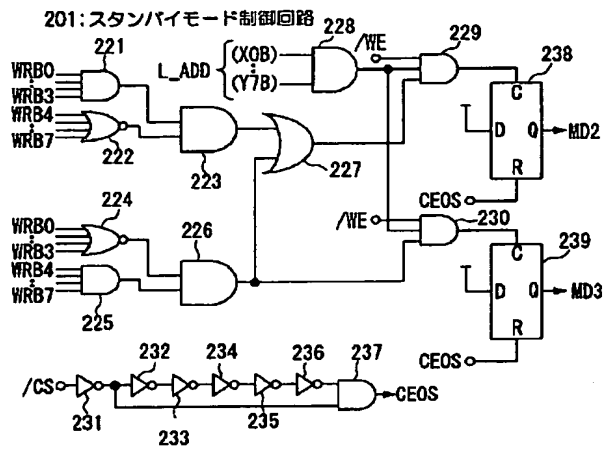 201:スタンバイモード制御回路
221
WRB0
WRB3
WRB4
WRB7
222
223
L_ADD
(X0B)
(Y7B)
228
/WE
229
227
238
C
D
Q
R
MD2
CEOS
224
WRB0
WRB3
WRB4
WRB7
225
226
/WE
230
239
C
D
Q
R
MD3
CEOS
/CS
231
232
233
234
235
236
237
CEOS